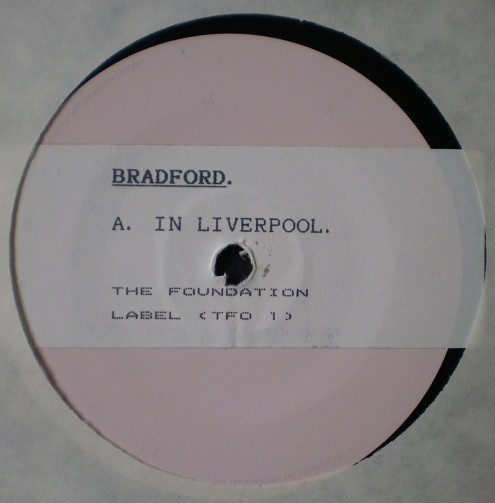 BRADFORD.
A. IN LIVERPOOL.
THE FOUNDATION
LABEL (TFO 1)